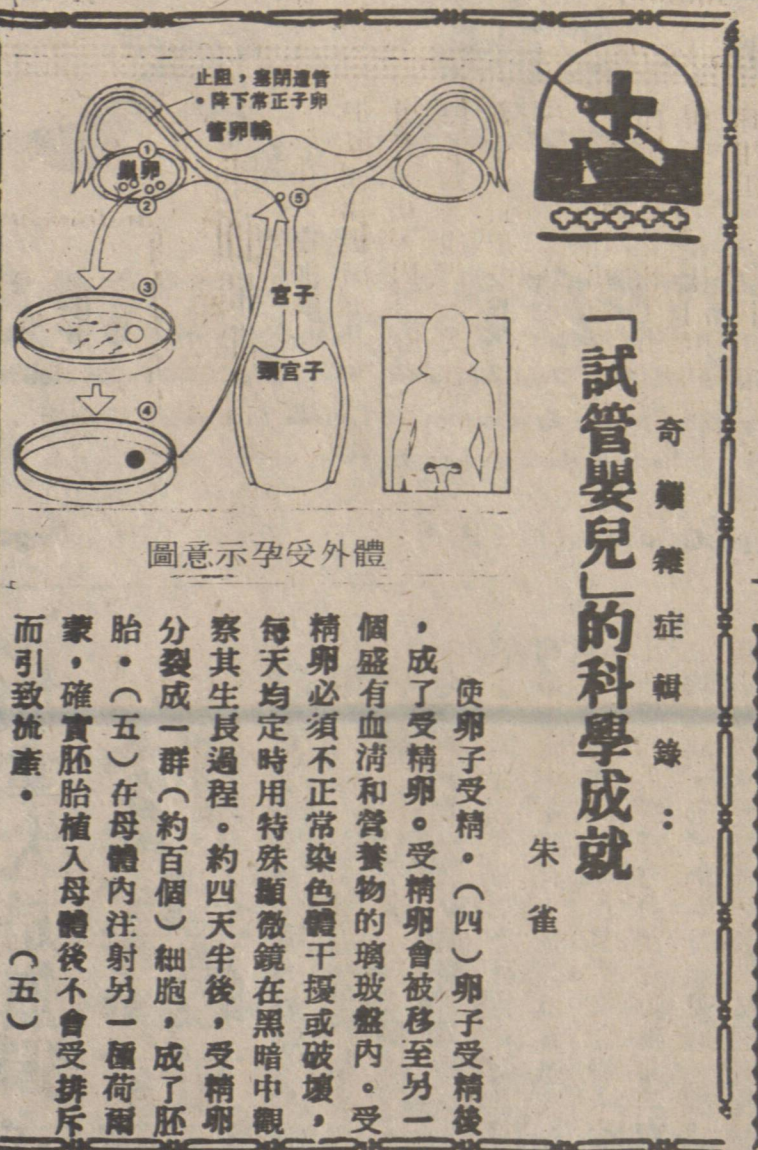 奇難雜症輯錄：
「試管嬰兒」的科學成就
朱雀
管道閉塞，阻止
卵子正常下降。
輸卵管
①
卵巢
②
③
④
⑤
子宮
子宮頸
體外受孕示意圖
使卵子受精。（四）卵子受精後
，成了受精卵。受精卵會被移至另一
個盛有血清和營養物的璃玻盤內。受
精卵必須不正常染色體干擾或破壞，
每天均定時用特殊顯微鏡在黑暗中觀
察其生長過程。約四天半後，受精卵
分裂成一群（約百個）細胞，成了胚
胎。（五）在母體內注射另一種荷爾
蒙，確實胚胎植入母體後不會受排斥
而引致流產。（五）